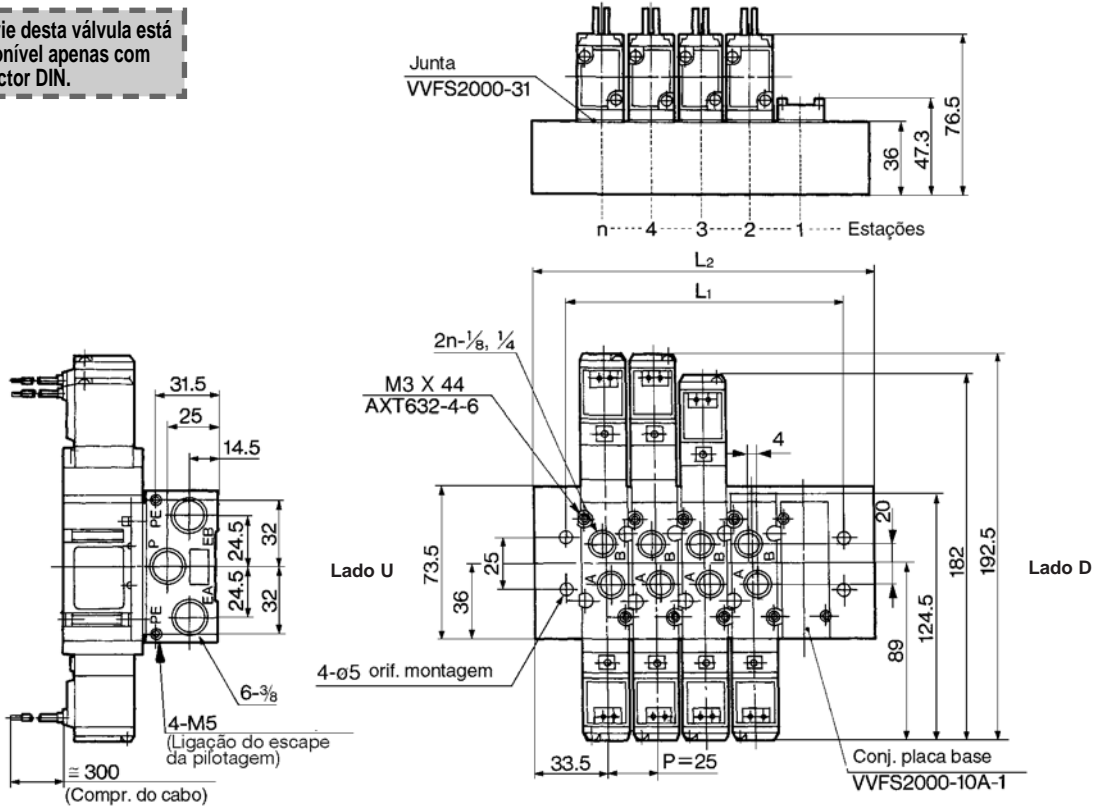 rie desta válvula está
onível apenas com
ctor DIN.
Junta
VVFS2000-31
36
47.3
76.5
n 4 3 2 1 Estações
L2
L1
2n-⅛, ¼
M3 X 44
AXT632-4-6
31.5
25
14.5
4
PE
P
EB
EA
PE
24.5
32
24.5
32
Lado U
73.5
25
36
B B B B
A A A A
20
89
124.5
182
192.5
Lado D
4-ø5 orif. montagem
6-⅜
4-M5
(Ligação do escape
da pilotagem)
≅ 300
(Compr. do cabo)
33.5
P=25
Conj. placa base
VVFS2000-10A-1